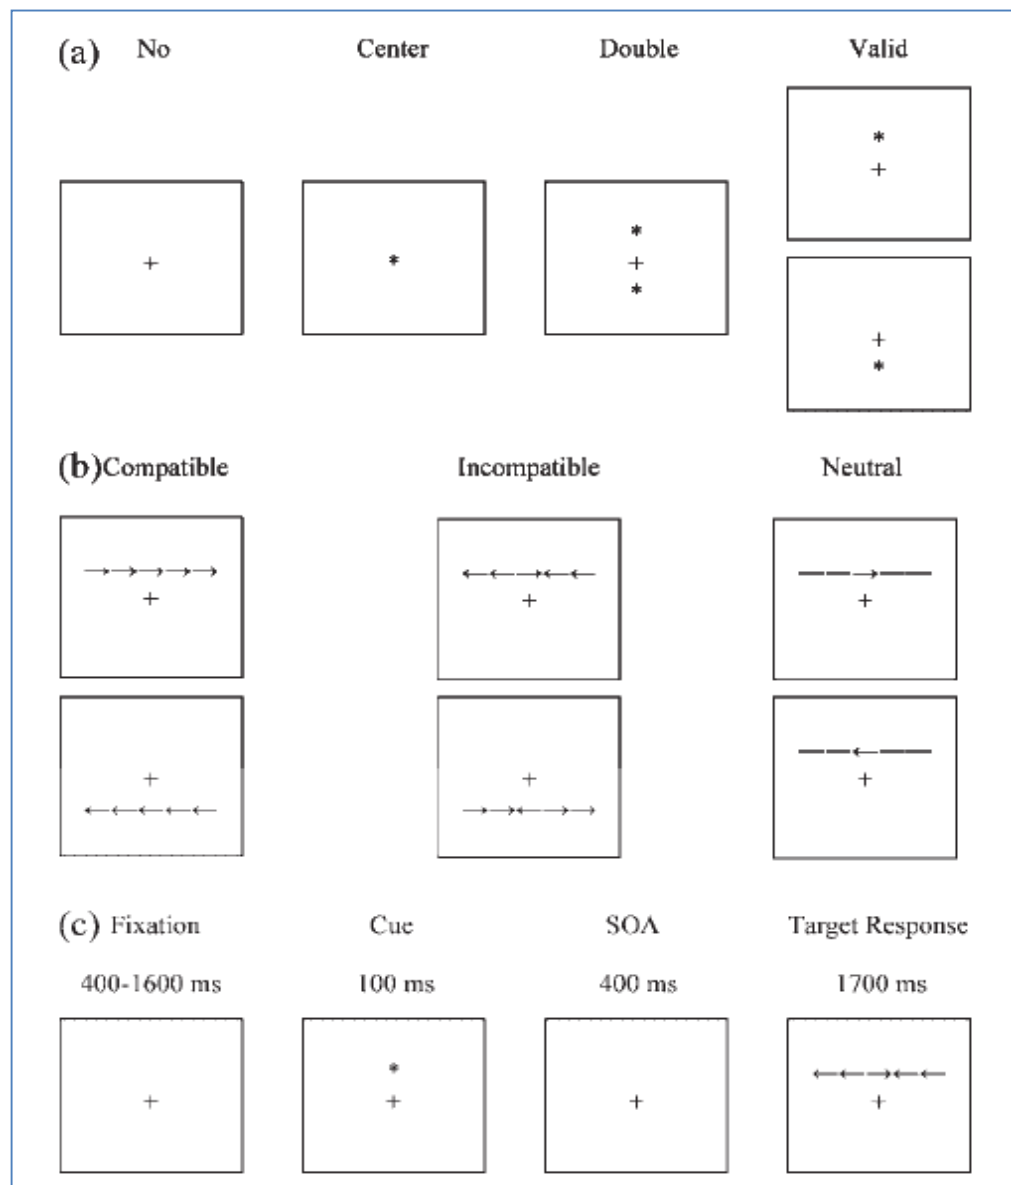 (a) No Center Double Valid
(b) Compatible Incompatible Neutral
(c) Fixation Cue SOA Target Response
400-1600 ms 100 ms 400 ms 1700 ms